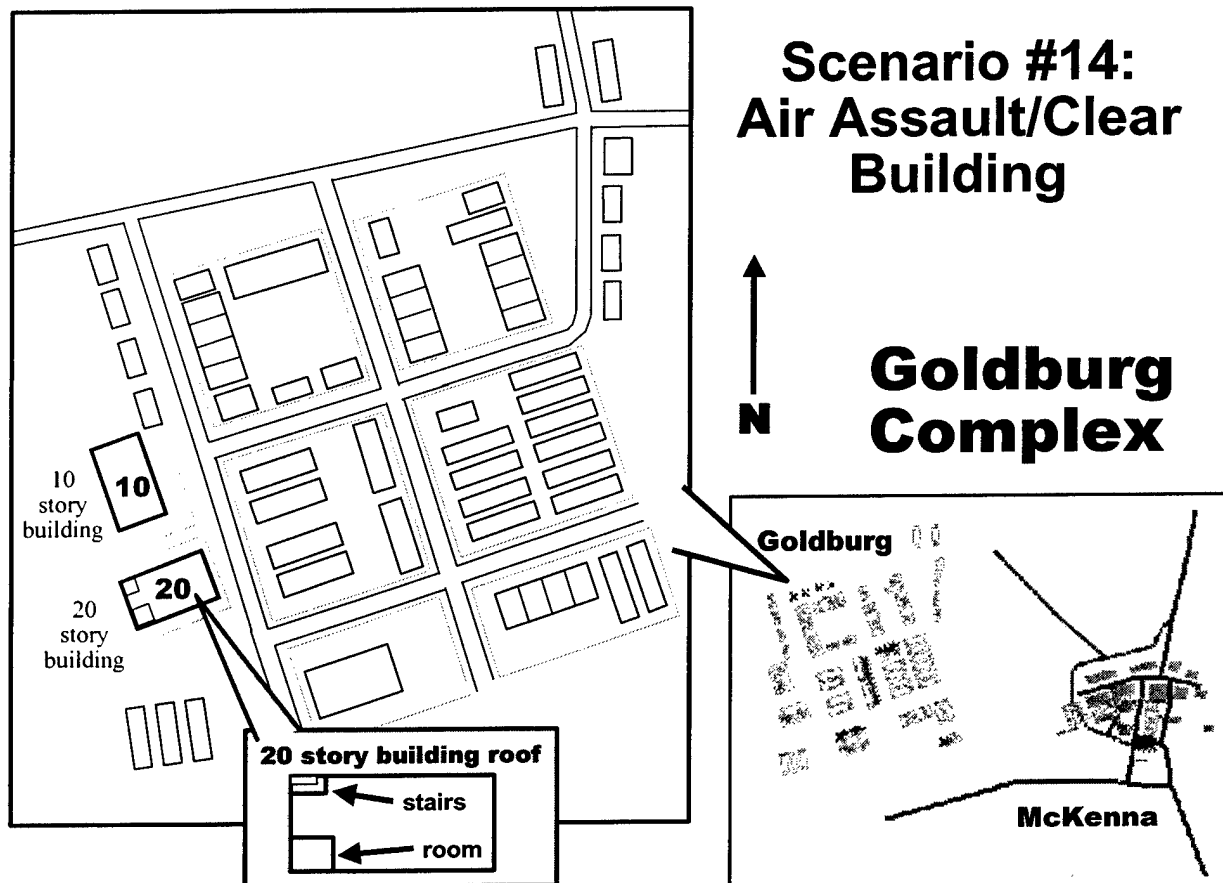 Scenario #14:
Air Assault/Clear
Building
N
Goldburg
Complex
10
story
building
10
20
story
building
20
20 story building roof
stairs
room
Goldburg
McKenna